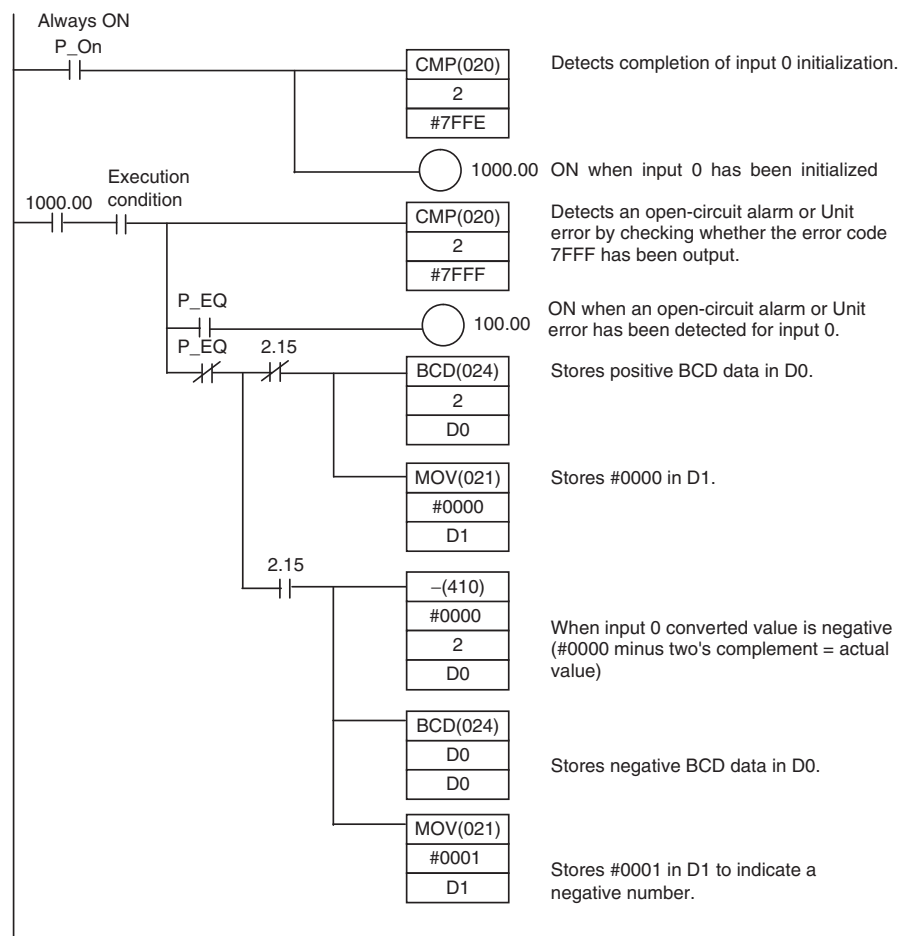 Always ON
P_On
CMP(020)
2
#7FFE
Detects completion of input 0 initialization.
1000.00
ON when input 0 has been initialized
1000.00
Execution
condition
CMP(020)
2
#7FFF
Detects an open-circuit alarm or Unit
error by checking whether the error code
7FFF has been output.
P_EQ
100.00
ON when an open-circuit alarm or Unit
error has been detected for input 0.
P_EQ
2.15
BCD(024)
2
D0
Stores positive BCD data in D0.
MOV(021)
#0000
D1
Stores #0000 in D1.
2.15
−(410)
#0000
2
D0
When input 0 converted value is negative
(#0000 minus two's complement = actual
value)
BCD(024)
D0
D0
Stores negative BCD data in D0.
MOV(021)
#0001
D1
Stores #0001 in D1 to indicate a
negative number.